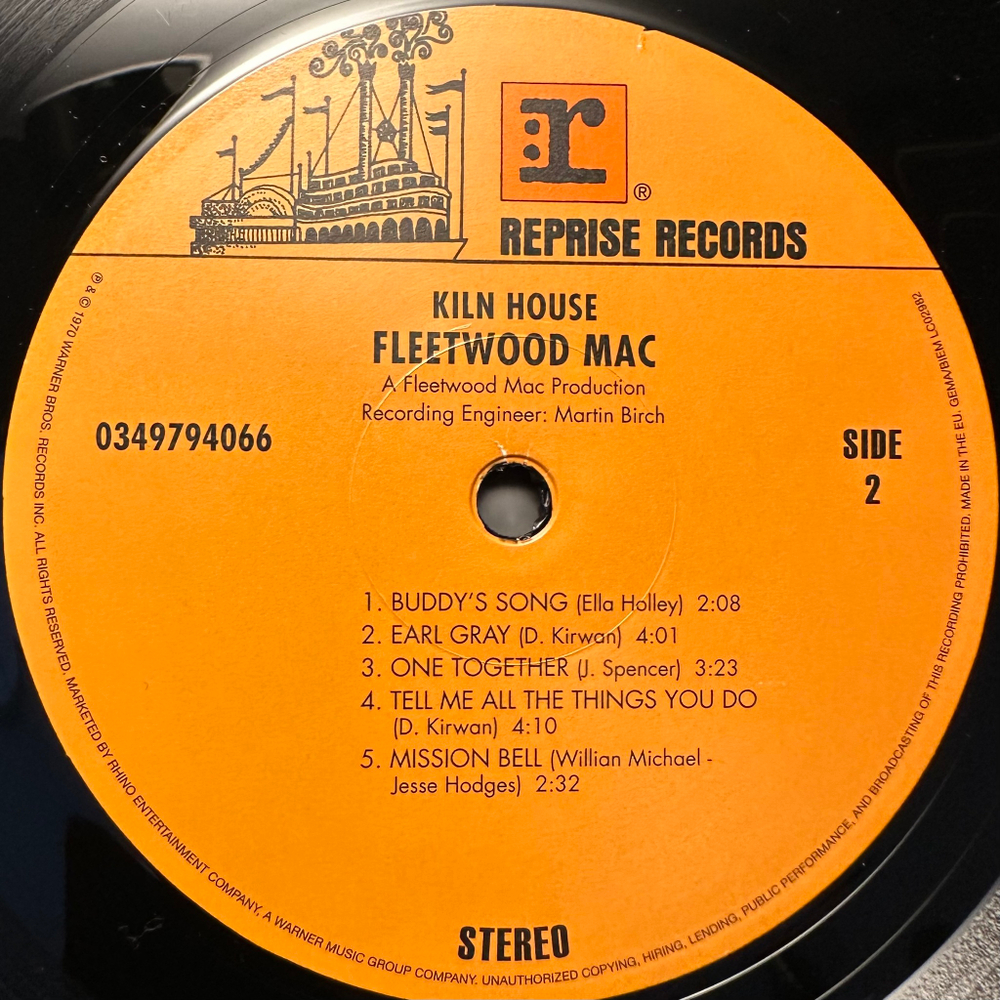 r
®
REPRISE RECORDS
KILN HOUSE
FLEETWOOD MAC
A Fleetwood Mac Production
Recording Engineer: Martin Birch
0349794066
SIDE
2
1. BUDDY'S SONG (Ella Holley) 2:08
2. EARL GRAY (D. Kirwan) 4:01
3. ONE TOGETHER (J. Spencer) 3:23
4. TELL ME ALL THE THINGS YOU DO
(D. Kirwan) 4:10
5. MISSION BELL (Willian Michael -
Jesse Hodges) 2:32
STEREO
℗ & © 1970 WARNER BROS. RECORDS INC. ALL RIGHTS RESERVED. MARKETED BY RHINO ENTERTAINMENT COMPANY, A WARNER MUSIC GROUP COMPANY. UNAUTHORIZED COPYING, HIRING, LENDING, PUBLIC PERFORMANCE, AND BROADCASTING OF THIS RECORDING PROHIBITED. MADE IN THE EU. GEMA/BIEM LC02982